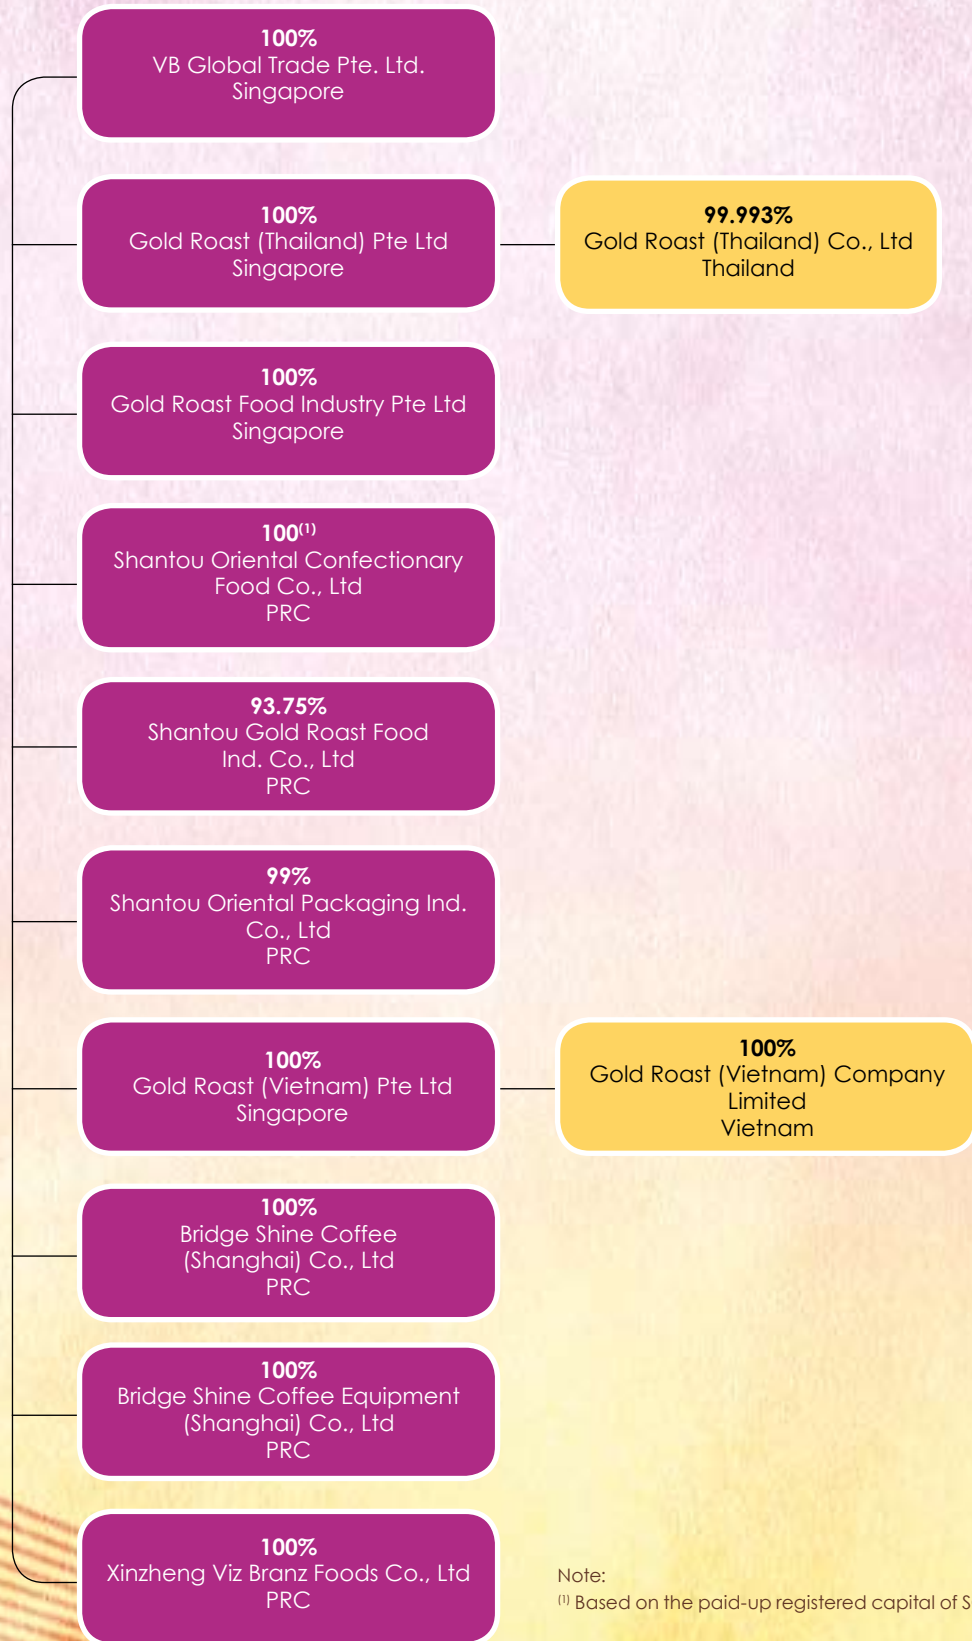 100%
VB Global Trade Pte. Ltd.
Singapore
100%
Gold Roast (Thailand) Pte Ltd
Singapore
99.993%
Gold Roast (Thailand) Co., Ltd
Thailand
100%
Gold Roast Food Industry Pte Ltd
Singapore
100(1)
Shantou Oriental Confectionary
Food Co., Ltd
PRC
93.75%
Shantou Gold Roast Food
Ind. Co., Ltd
PRC
99%
Shantou Oriental Packaging Ind.
Co., Ltd
PRC
100%
Gold Roast (Vietnam) Pte Ltd
Singapore
100%
Gold Roast (Vietnam) Company
Limited
Vietnam
100%
Bridge Shine Coffee
(Shanghai) Co., Ltd
PRC
100%
Bridge Shine Coffee Equipment
(Shanghai) Co., Ltd
PRC
100%
Xinzheng Viz Branz Foods Co., Ltd
PRC
Note:
(1) Based on the paid-up registered capital of